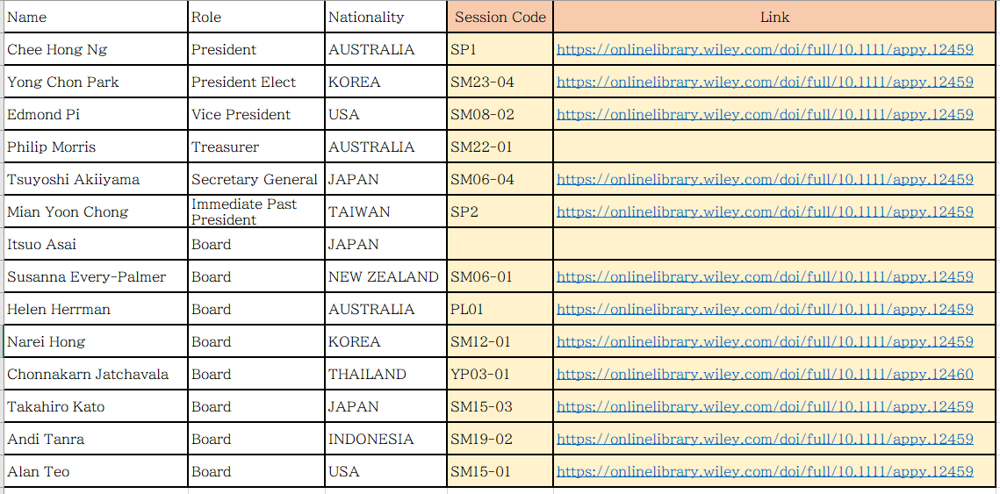 Name Role Nationality Session Code Link
Chee Hong Ng President AUSTRALIA SP1 https://onlinelibrary.wiley.com/doi/full/10.1111/appy.12459
Yong Chon Park President Elect KOREA SM23-04 https://onlinelibrary.wiley.com/doi/full/10.1111/appy.12459
Edmond Pi Vice President USA SM08-02 https://onlinelibrary.wiley.com/doi/full/10.1111/appy.12459
Philip Morris Treasurer AUSTRALIA SM22-01
Tsuyoshi Akiiyama Secretary General JAPAN SM06-04 https://onlinelibrary.wiley.com/doi/full/10.1111/appy.12459
Mian Yoon Chong Immediate Past President TAIWAN SP2 https://onlinelibrary.wiley.com/doi/full/10.1111/appy.12459
Itsuo Asai Board JAPAN
Susanna Every-Palmer Board NEW ZEALAND SM06-01 https://onlinelibrary.wiley.com/doi/full/10.1111/appy.12459
Helen Herrman Board AUSTRALIA PL01 https://onlinelibrary.wiley.com/doi/full/10.1111/appy.12459
Narei Hong Board KOREA SM12-01 https://onlinelibrary.wiley.com/doi/full/10.1111/appy.12459
Chonnakarn Jatchavala Board THAILAND YP03-01 https://onlinelibrary.wiley.com/doi/full/10.1111/appy.12460
Takahiro Kato Board JAPAN SM15-03 https://onlinelibrary.wiley.com/doi/full/10.1111/appy.12459
Andi Tanra Board INDONESIA SM19-02 https://onlinelibrary.wiley.com/doi/full/10.1111/appy.12459
Alan Teo Board USA SM15-01 https://onlinelibrary.wiley.com/doi/full/10.1111/appy.12459